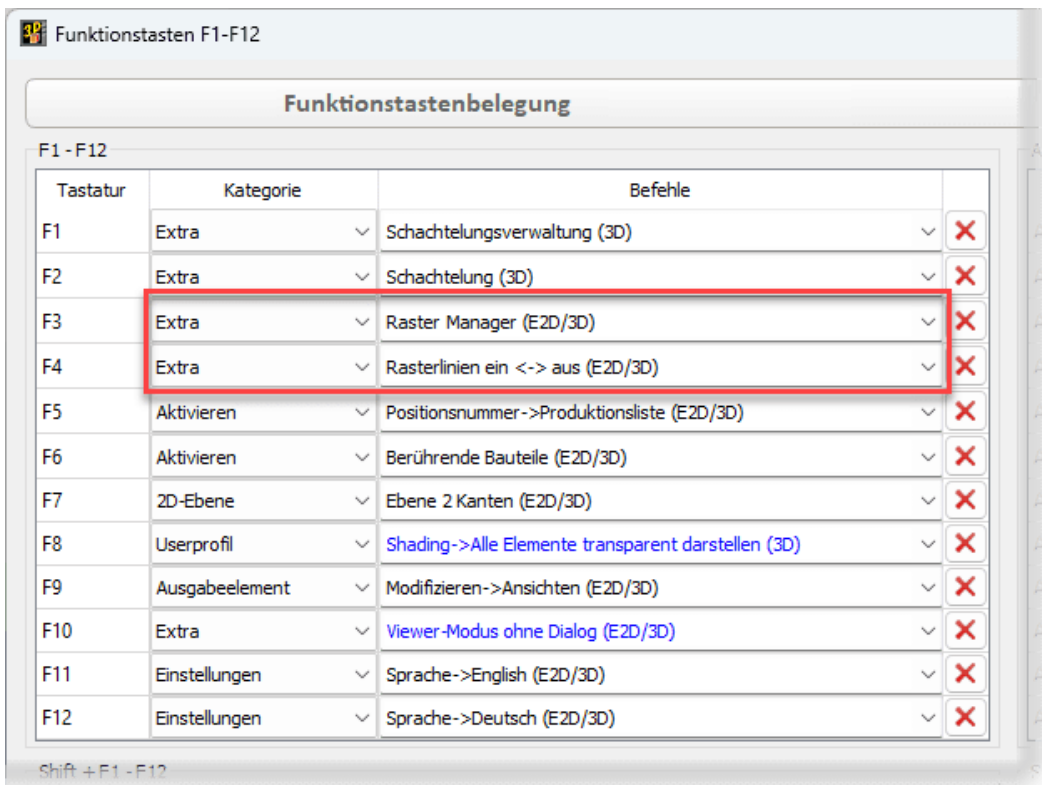 Funktionstasten F1-F12
Funktionstastenbelegung
F1 - F12
Tastatur Kategorie Befehle
F1 Extra Schachtelungsverwaltung (3D)
F2 Extra Schachtelung (3D)
F3 Extra Raster Manager (E2D/3D)
F4 Extra Rasterlinien ein <-> aus (E2D/3D)
F5 Aktivieren Positionsnummer->Produktionsliste (E2D/3D)
F6 Aktivieren Berührende Bauteile (E2D/3D)
F7 2D-Ebene Ebene 2 Kanten (E2D/3D)
F8 Userprofil Shading->Alle Elemente transparent darstellen (3D)
F9 Ausgabeelement Modifizieren->Ansichten (E2D/3D)
F10 Extra Viewer-Modus ohne Dialog (E2D/3D)
F11 Einstellungen Sprache->English (E2D/3D)
F12 Einstellungen Sprache->Deutsch (E2D/3D)
Shift + F1 - F12